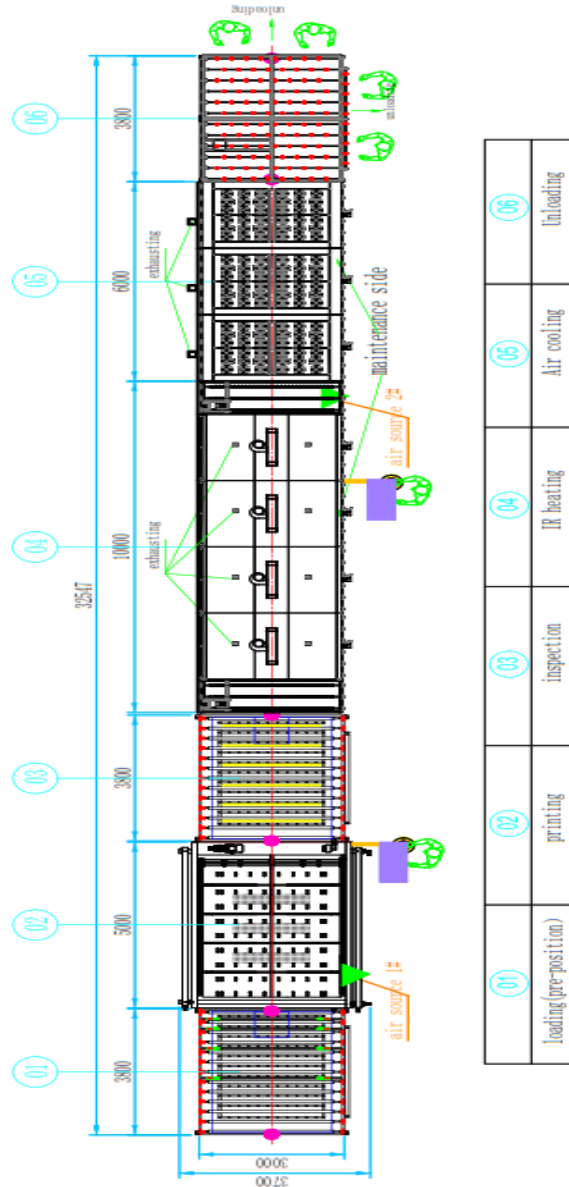 unloading
unloading
06
3800
05
6000
exhausting
maintenance side
air source 2#
04
10000
exhausting
32547
03
3800
02
5000
air source 1#
01
3800
3000
3700
01
02
03
04
05
06
loading(pre-position)
printing
inspection
IR heating
Air cooling
Unloading